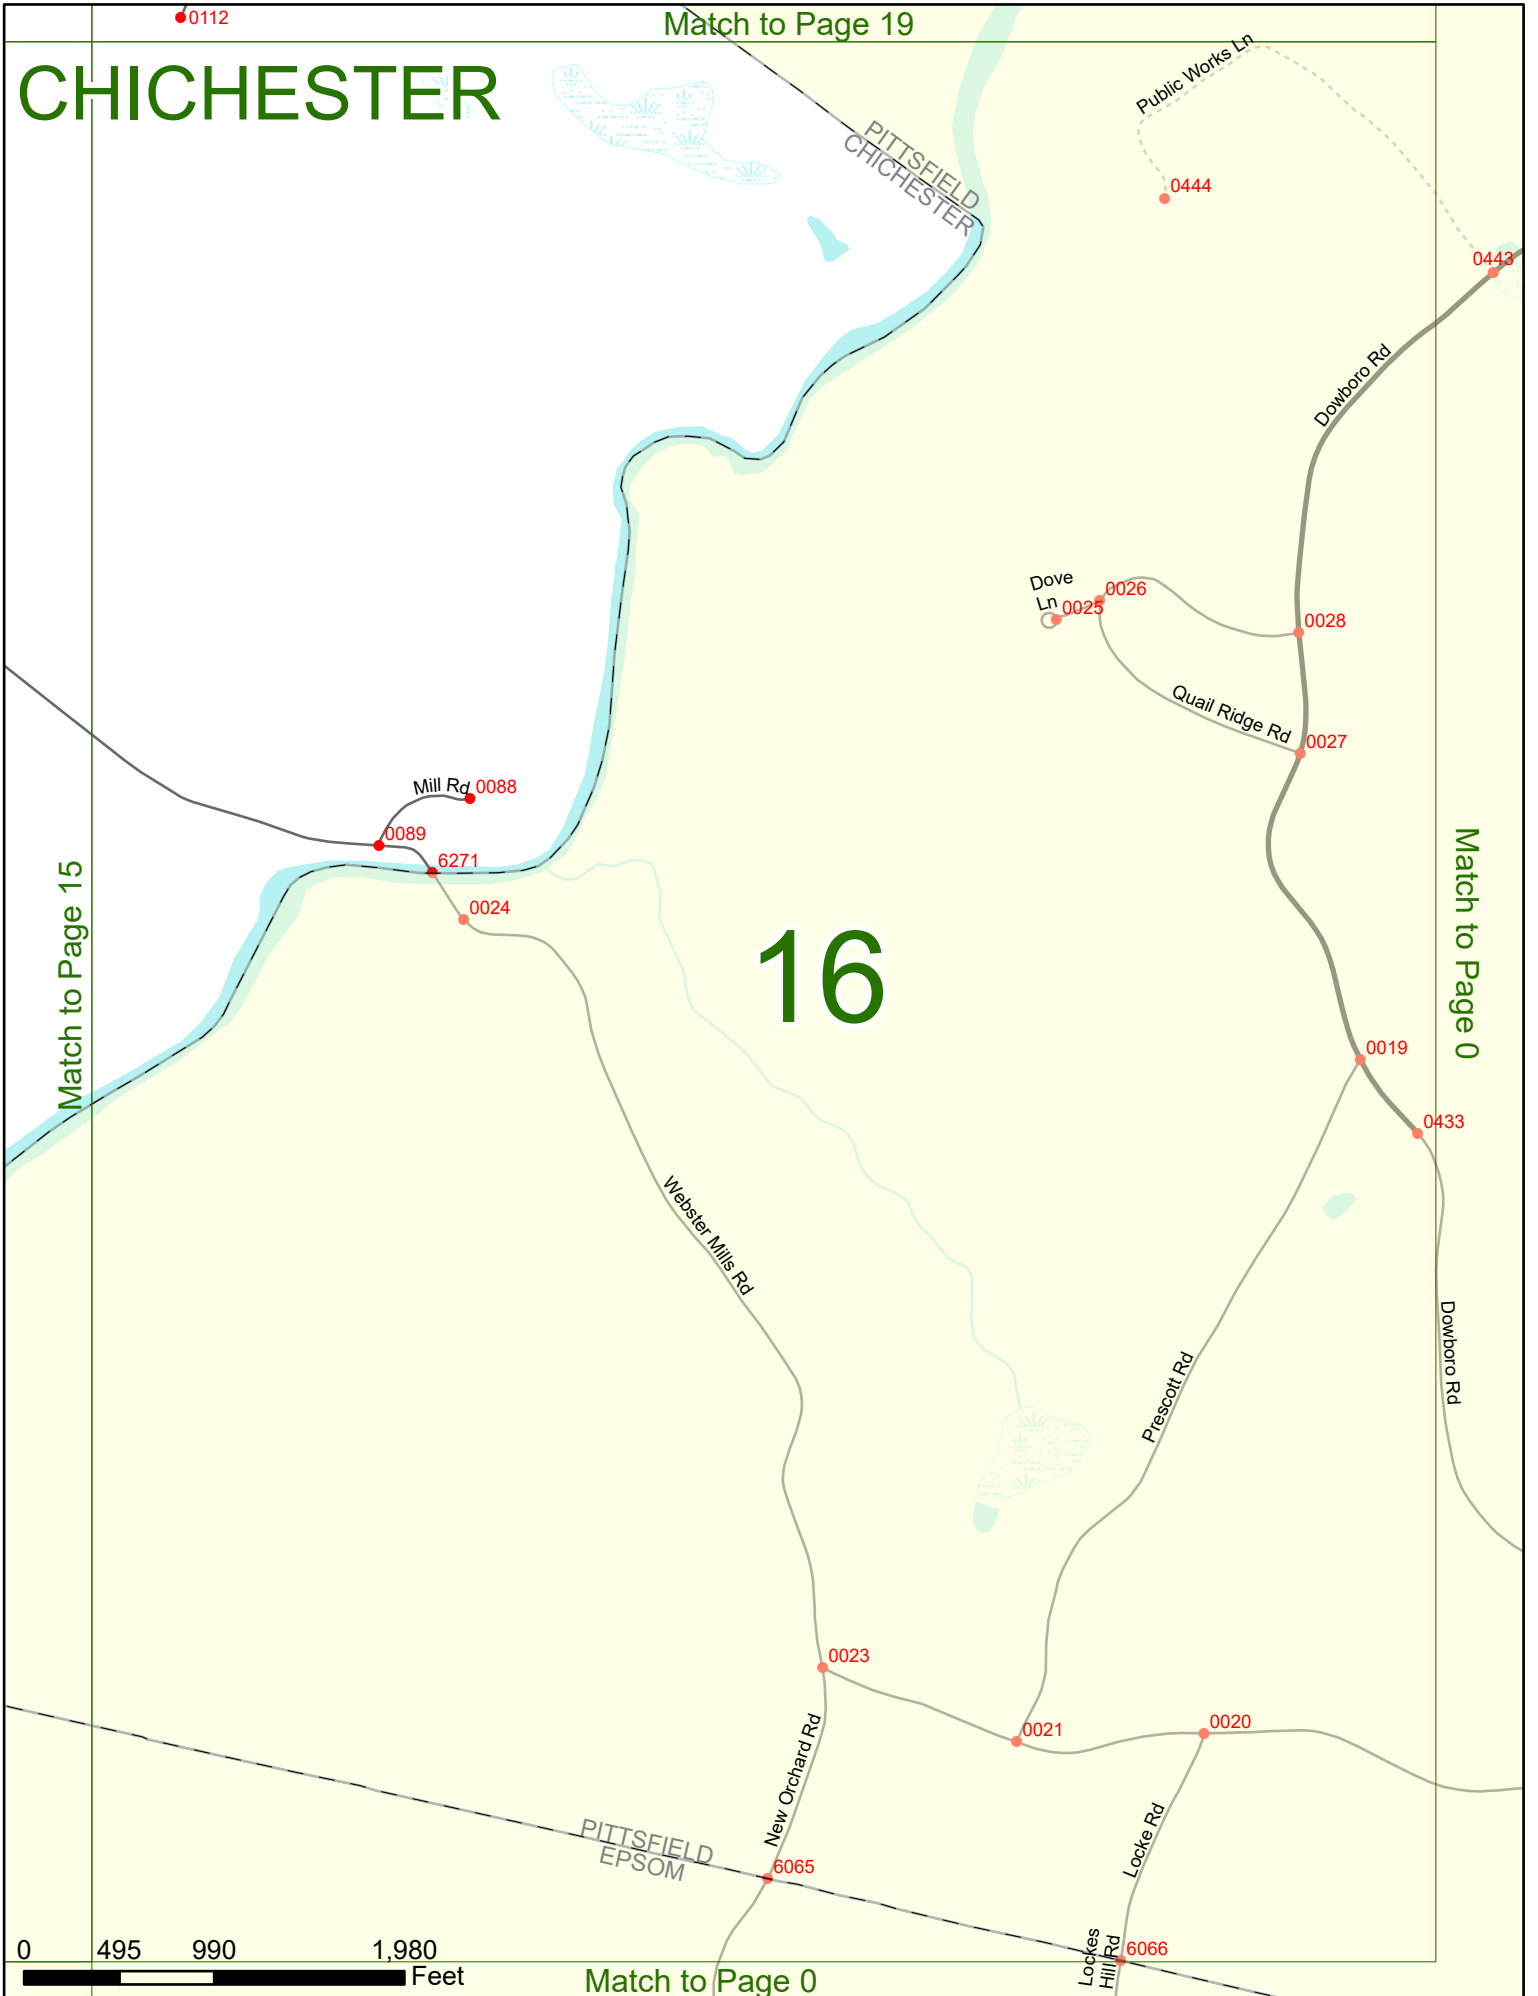 0112
Match to Page 19
CHICHESTER
Public Works Ln
PITTSFIELD
CHICHESTER
0444
0443
Dowboro Rd
Dove
Ln
0025
0026
0028
Quail Ridge Rd
0027
Mill Rd
0088
0089
6271
0024
Match to Page 15
16
Match to Page 0
0019
0433
Webster Mills Rd
Dowboro Rd
Prescott Rd
0023
0021
0020
New Orchard Rd
Locke Rd
PITTSFIELD
EPSOM
6065
6066
Lockes
Hill Rd
0 495 990 1,980
Feet
Match to Page 0